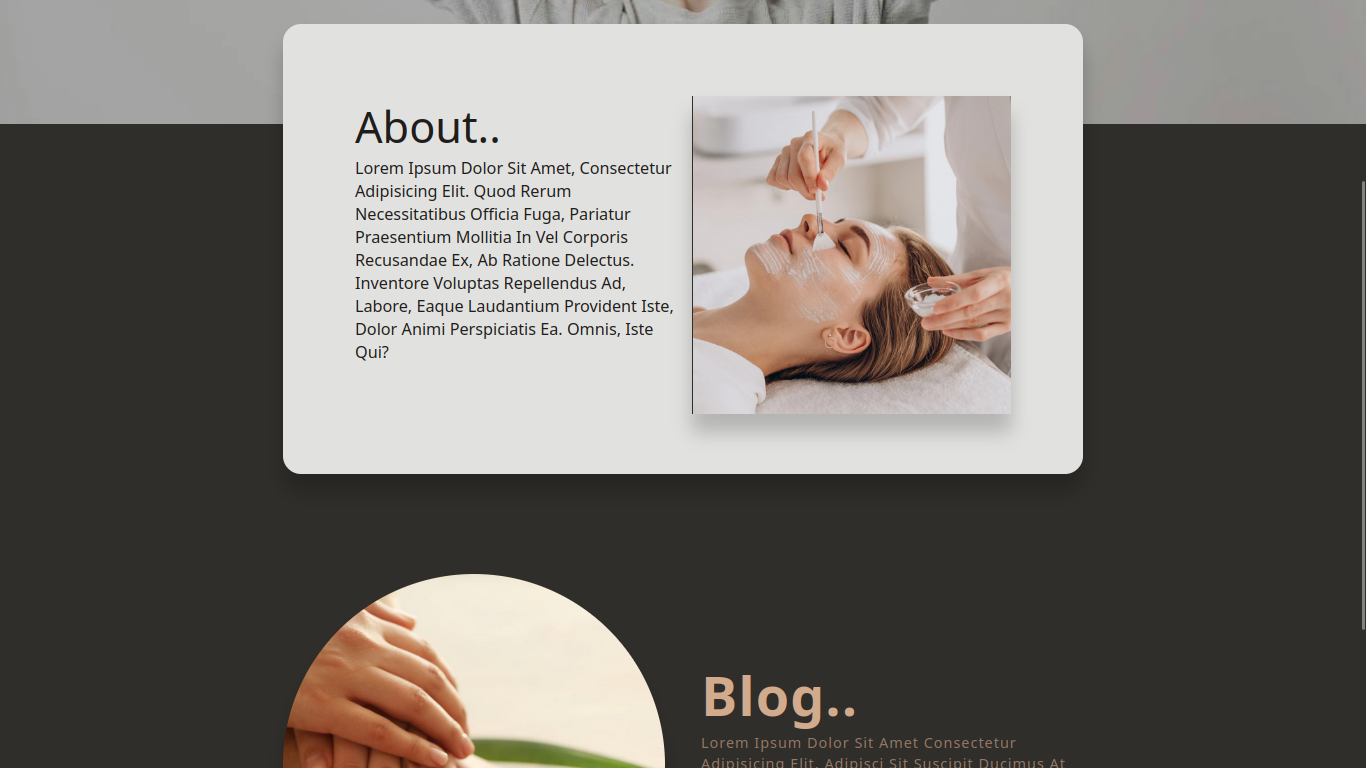 About..
Lorem Ipsum Dolor Sit Amet, Consectetur
Adipisicing Elit. Quod Rerum
Necessitatibus Officia Fuga, Pariatur
Praesentium Mollitia In Vel Corporis
Recusandae Ex, Ab Ratione Delectus.
Inventore Voluptas Repellendus Ad,
Labore, Eaque Laudantium Provident Iste,
Dolor Animi Perspiciatis Ea. Omnis, Iste
Qui?
Blog..
Lorem Ipsum Dolor Sit Amet Consectetur
Adipisicing Elit. Adipisci Sit Suscipit Ducimus At